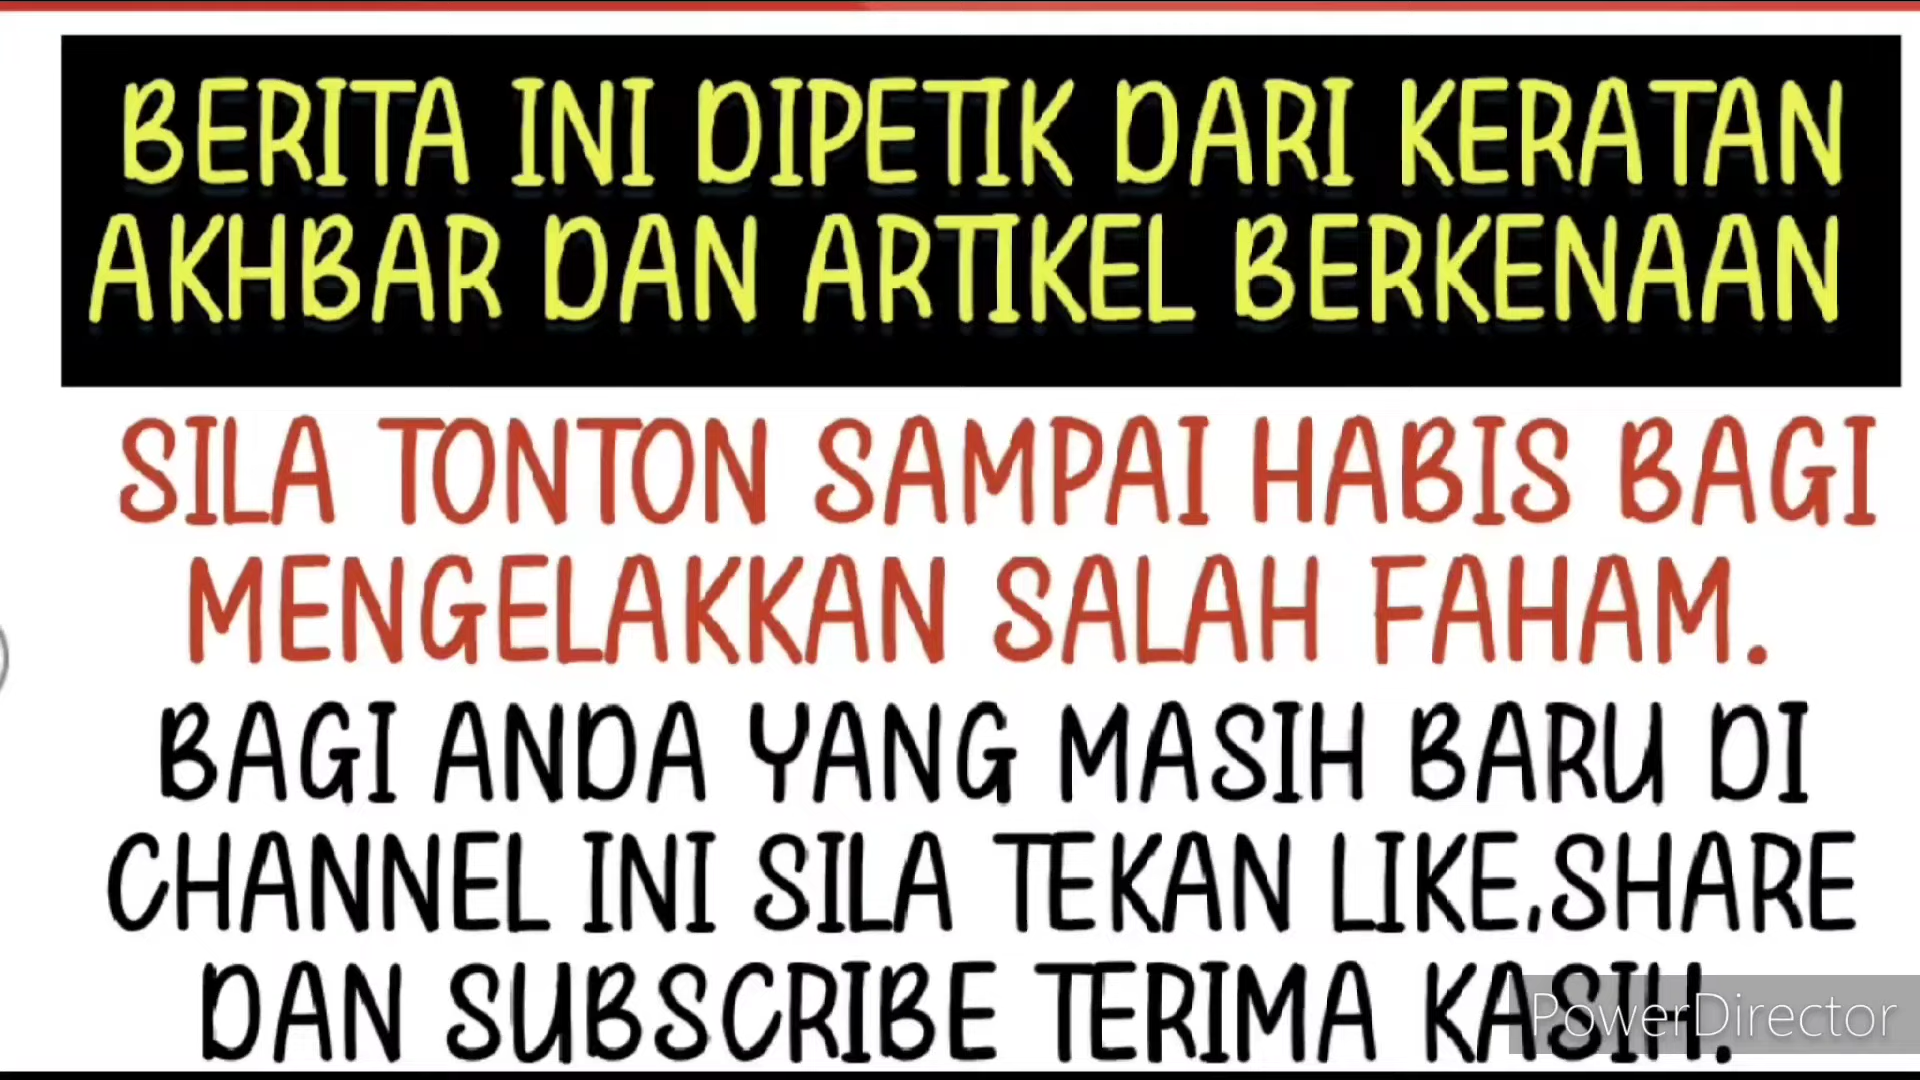 BERITA INI DIPETIK DARI KERATAN
AKHBAR DAN ARTIKEL BERKENAAN
SILA TONTON SAMPAI HABIS BAGI
MENGELAKKAN SALAH FAHAM.
BAGI ANDA YANG MASIH BARU DI
CHANNEL INI SILA TEKAN LIKE,SHARE
DAN SUBSCRIBE TERIMA KASIH.
PowerDirector